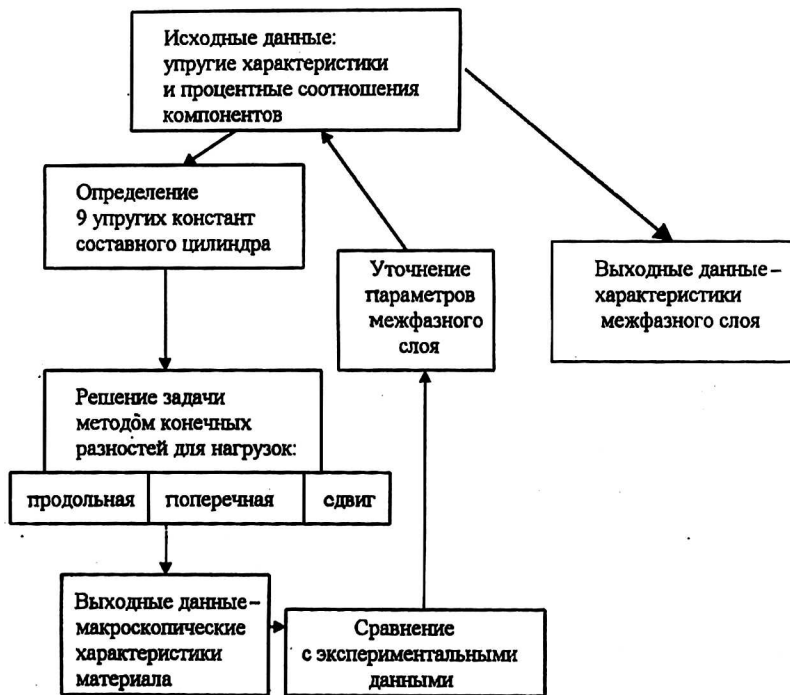 Исходные данные:
упругие характеристики
и процентные соотношения
компонентов
Определение
9 упругих констант
составного цилиндра
Уточнение
параметров
межфазного
слоя
Выходные данные–
характеристики
межфазного слоя
Решение задачи
методом конечных
разностей для нагрузок:
продольная поперечная сдвиг
Выходные данные–
макроскопические
характеристики
материала
Сравнение
с экспериментальными
данными